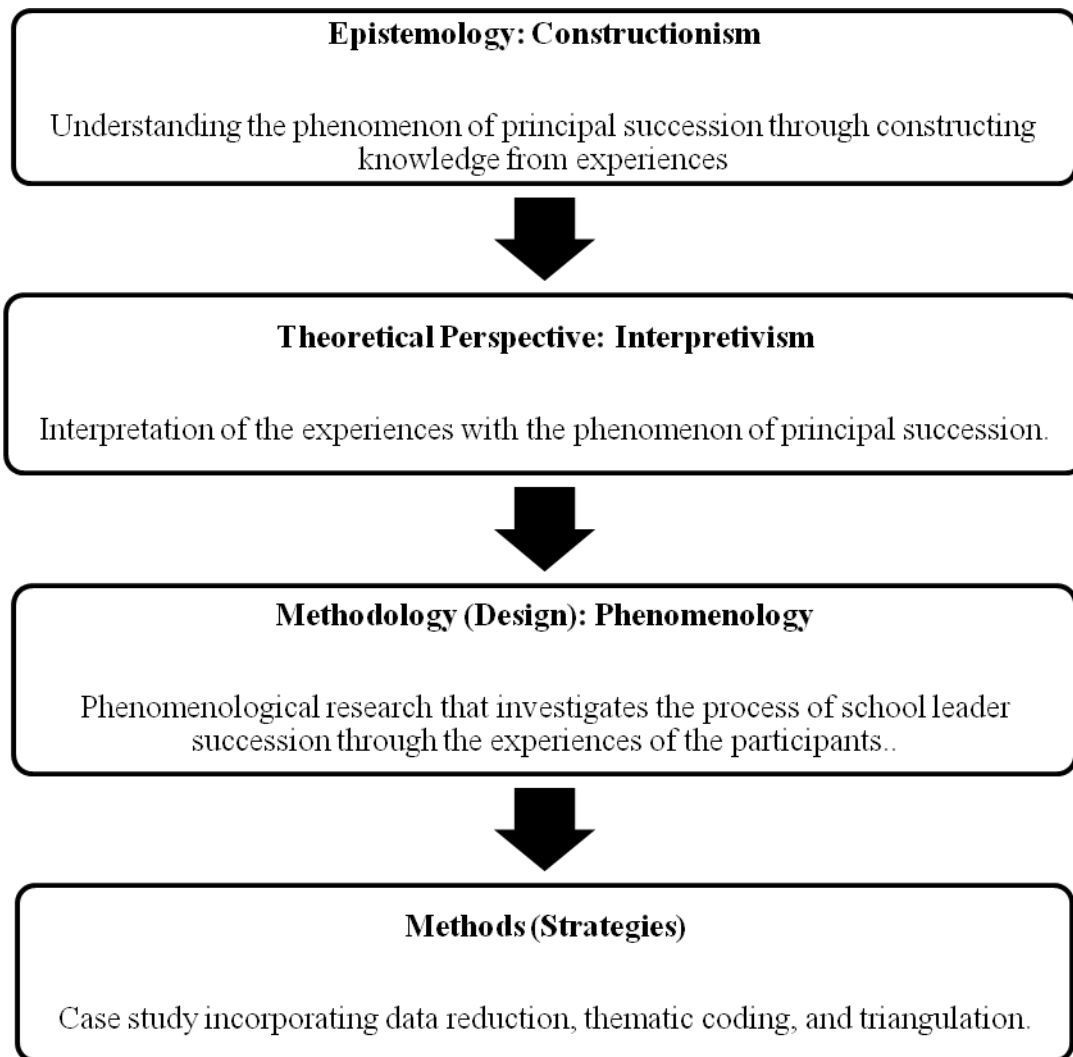 Epistemology: Constructionism
Understanding the phenomenon of principal succession through constructing
knowledge from experiences
Theoretical Perspective: Interpretivism
Interpretation of the experiences with the phenomenon of principal succession.
Methodology (Design): Phenomenology
Phenomenological research that investigates the process of school leader
succession through the experiences of the participants..
Methods (Strategies)
Case study incorporating data reduction, thematic coding, and triangulation.